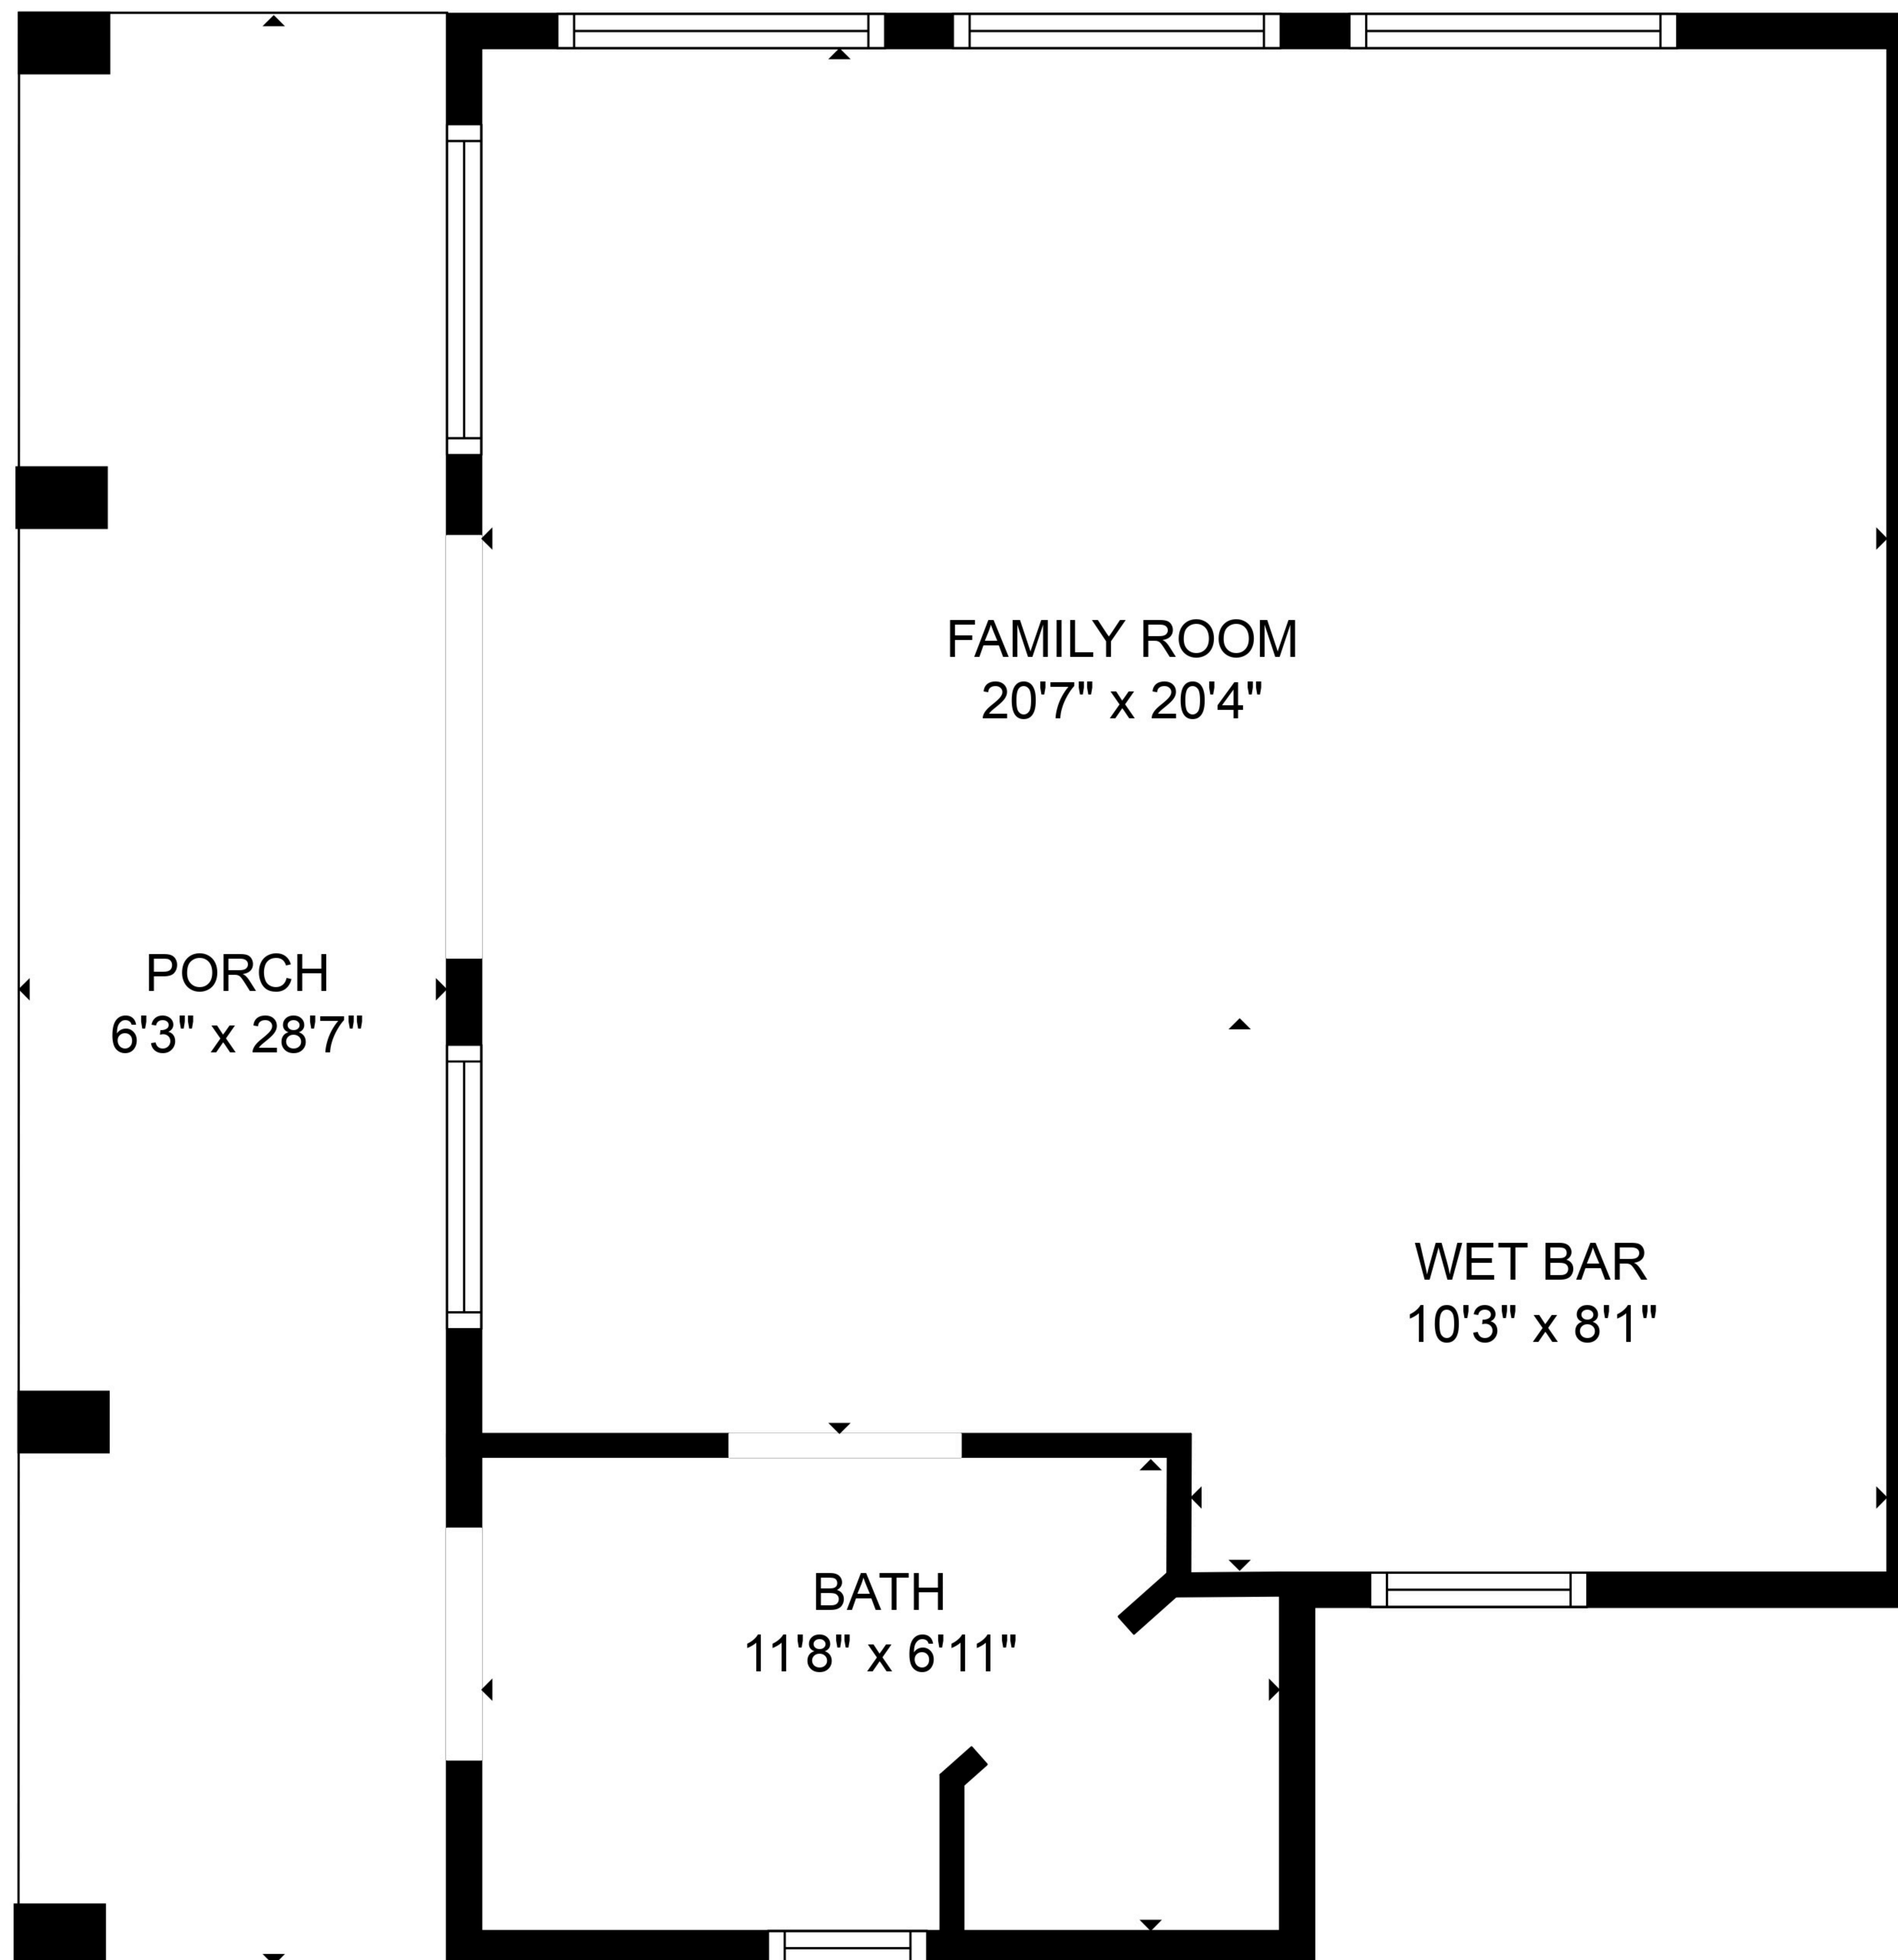 FAMILY ROOM
20'7" x 20'4"
PORCH
6'3" x 28'7"
WET BAR
10'3" x 8'1"
BATH
11'8" x 6'11"